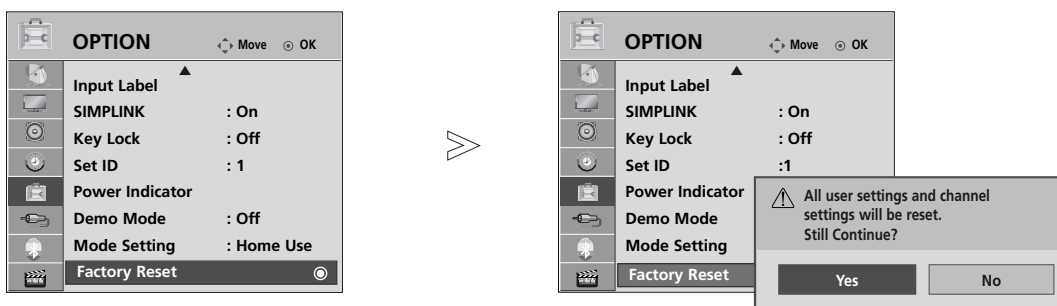 OPTION Move OK
Input Label
SIMPLINK : On
Key Lock : Off
Set ID : 1
Power Indicator
Demo Mode : Off
Mode Setting : Home Use
Factory Reset
OPTION Move OK
Input Label
SIMPLINK : On
Key Lock : Off
Set ID :1
Power Indicator
Demo Mode
Mode Setting
Factory Reset
All user settings and channel
settings will be reset.
Still Continue?
Yes No